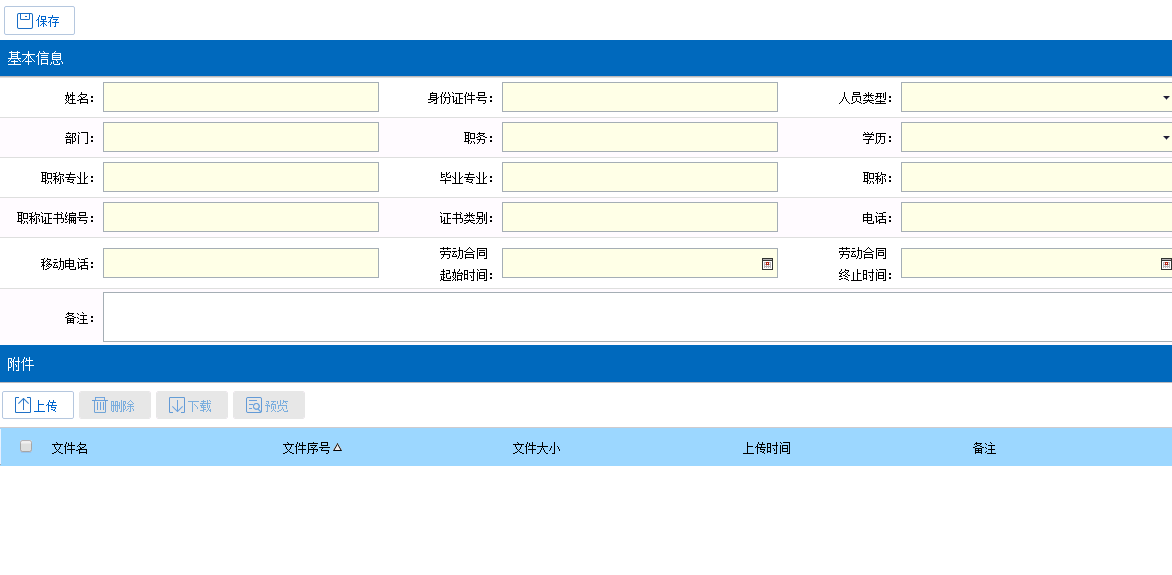 保存
基本信息
姓名： 身份证件号： 人员类型：
部门： 职务： 学历：
职称专业： 毕业专业： 职称：
职称证书编号： 证书类别： 电话：
移动电话： 劳动合同 起始时间： 劳动合同 终止时间：
备注：
附件
上传 删除 下载 预览
文件名 文件序号△ 文件大小 上传时间 备注